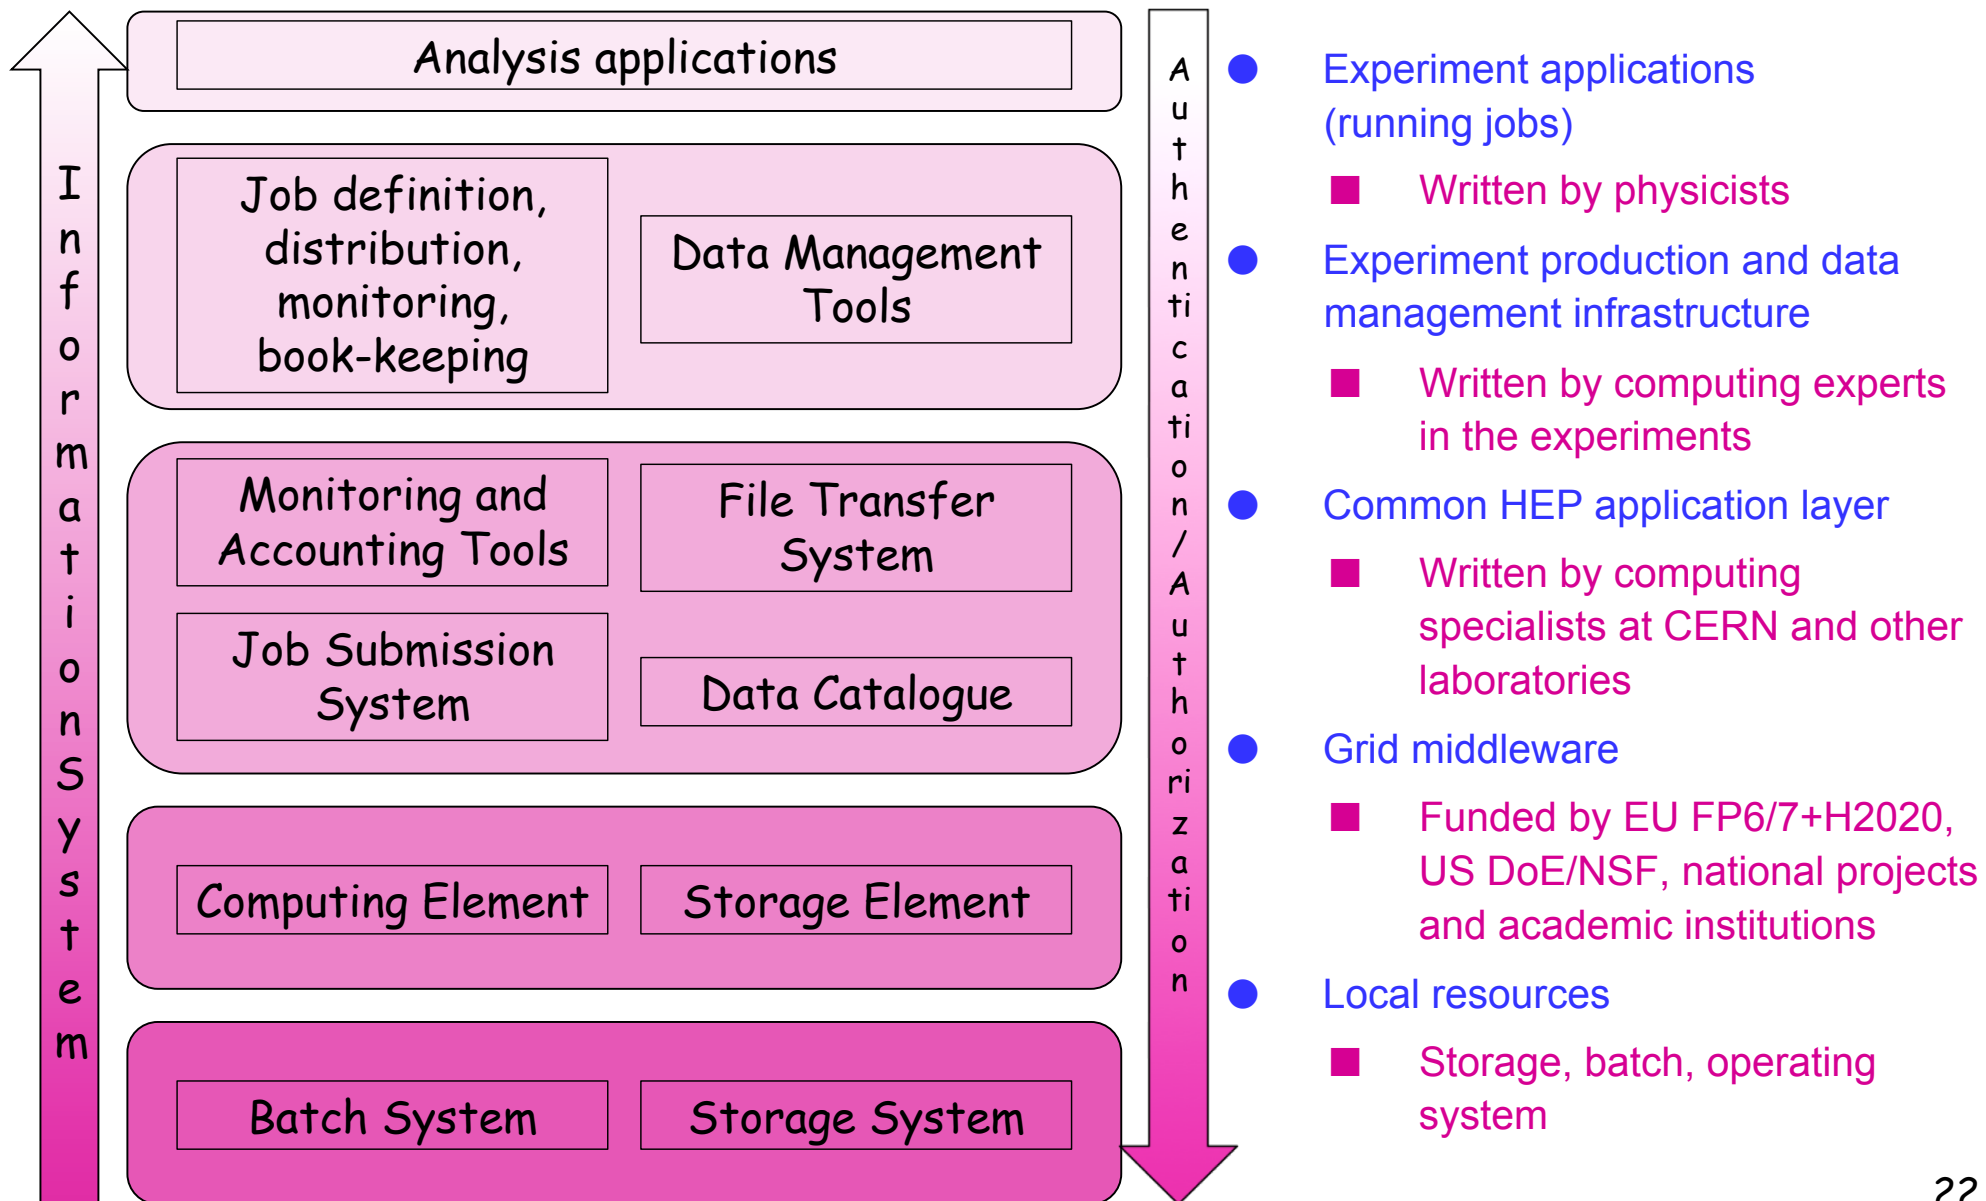 Information System
Analysis applications
Job definition,
distribution,
monitoring,
book-keeping
Data Management
Tools
Monitoring and
Accounting Tools
File Transfer
System
Job Submission
System
Data Catalogue
Computing Element
Storage Element
Batch System
Storage System
Authentication/Authorization
Experiment applications
(running jobs)
Written by physicists
Experiment production and data
management infrastructure
Written by computing experts
in the experiments
Common HEP application layer
Written by computing
specialists at CERN and other
laboratories
Grid middleware
Funded by EU FP6/7+H2020,
US DoE/NSF, national projects
and academic institutions
Local resources
Storage, batch, operating
system
22